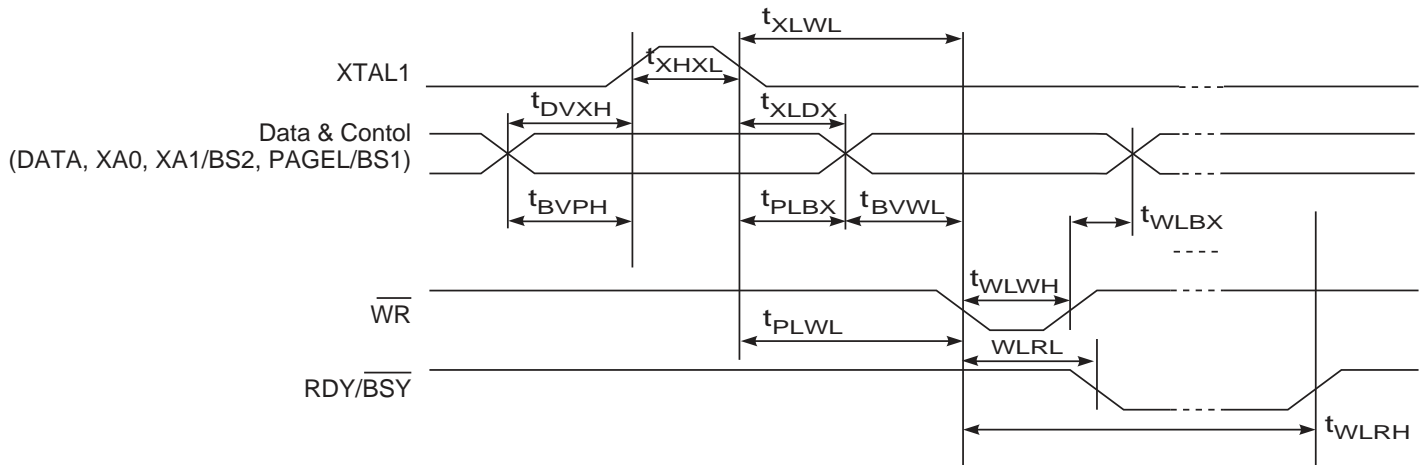 tXLWL
XTAL1
tXHXL
tDVXH
tXLDX
Data & Contol
(DATA, XA0, XA1/BS2, PAGEL/BS1)
tBVPH
tPLBX
tBVWL
tWLBX
WR
tWLWH
tPLWL
WLRL
RDY/BSY
tWLRH